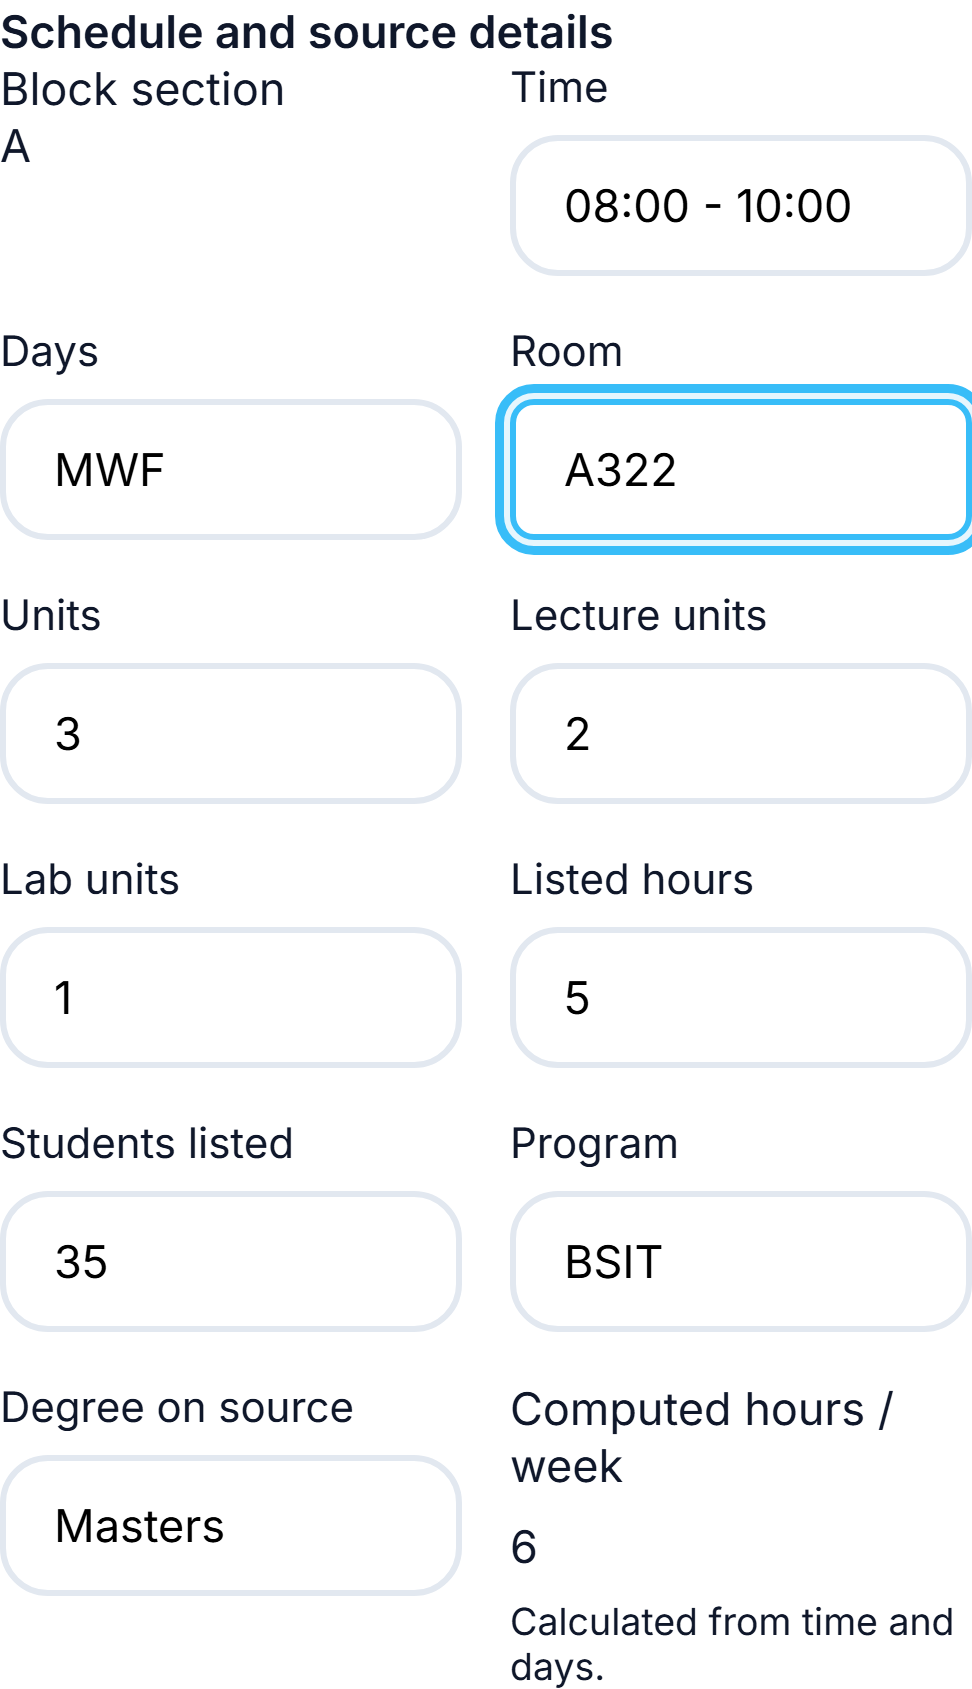 Schedule and source details
Block section
A
Time
08:00 - 10:00
Days
MWF
Room
A322
Units
3
Lecture units
2
Lab units
1
Listed hours
5
Students listed
35
Program
BSIT
Degree on source
Masters
Computed hours /
week
6
Calculated from time and
days.